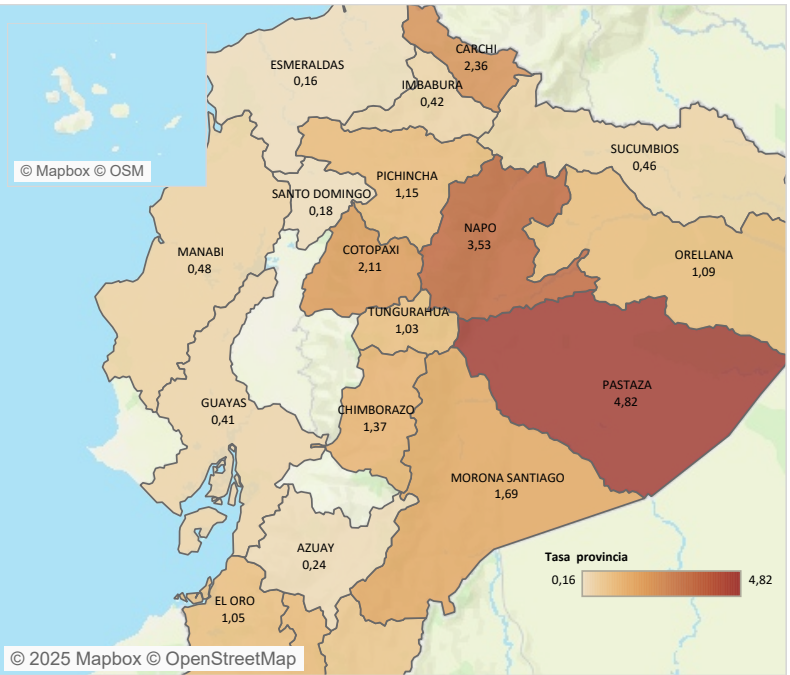 CARCHI
2,36
ESMERALDAS
0,16
IMBABURA
0,42
© Mapbox © OSM
SUCUMBIOS
0,46
PICHINCHA
1,15
SANTO DOMINGO
0,18
NAPO
3,53
MANABI
0,48
COTOPAXI
2,11
ORELLANA
1,09
TUNGURAHUA
1,03
PASTAZA
4,82
GUAYAS
0,41
CHIMBORAZO
1,37
MORONA SANTIAGO
1,69
AZUAY
0,24
Tasa provincia
0,16 4,82
EL ORO
1,05
© 2025 Mapbox © OpenStreetMap